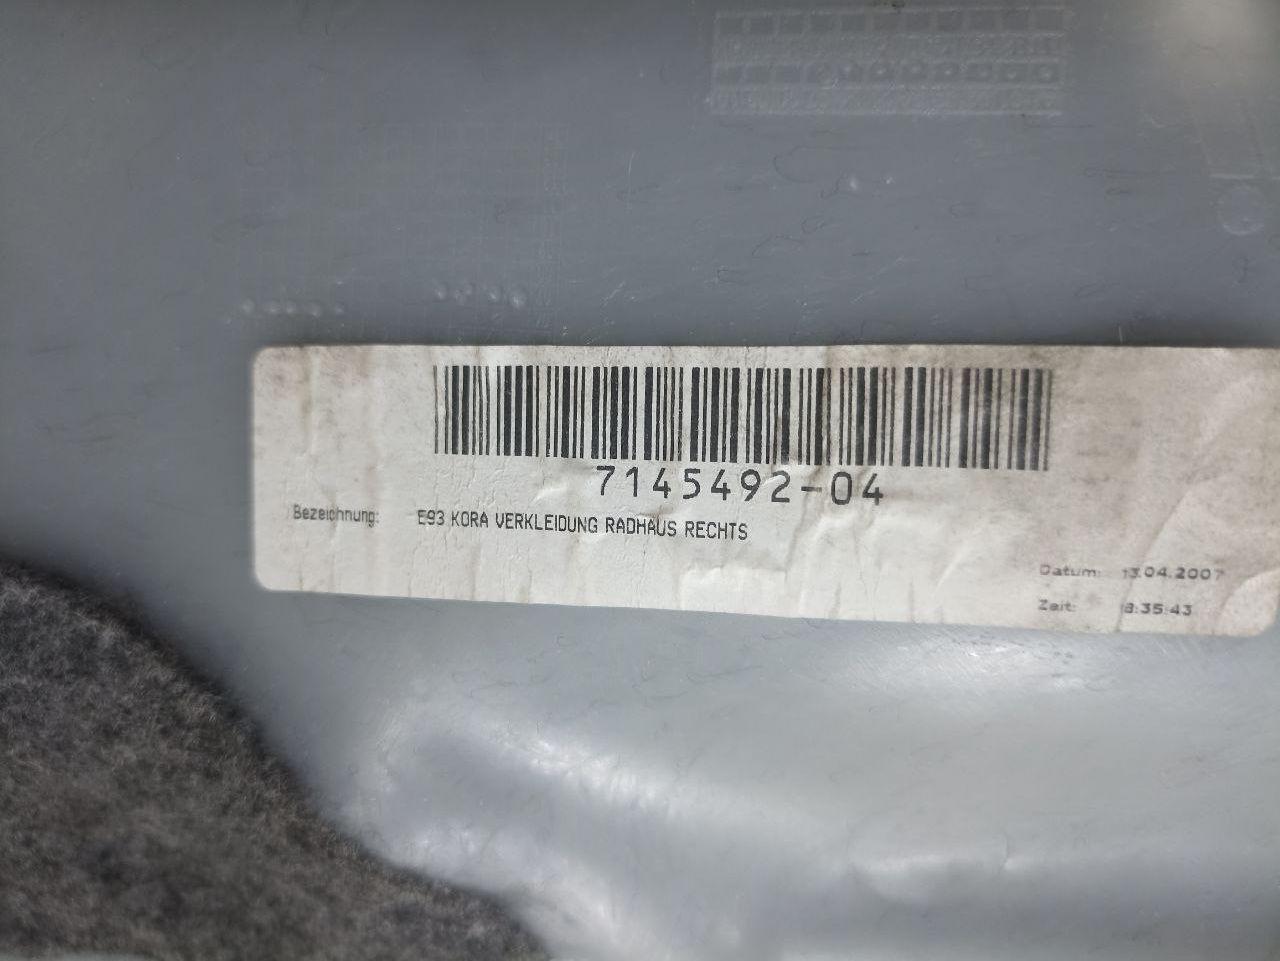 7145492-04
Bezeichnung: E93 KORA VERKLEIDUNG RADHAUS RECHTS
Datum: 13.04.2007
Zeit: 8:35:43